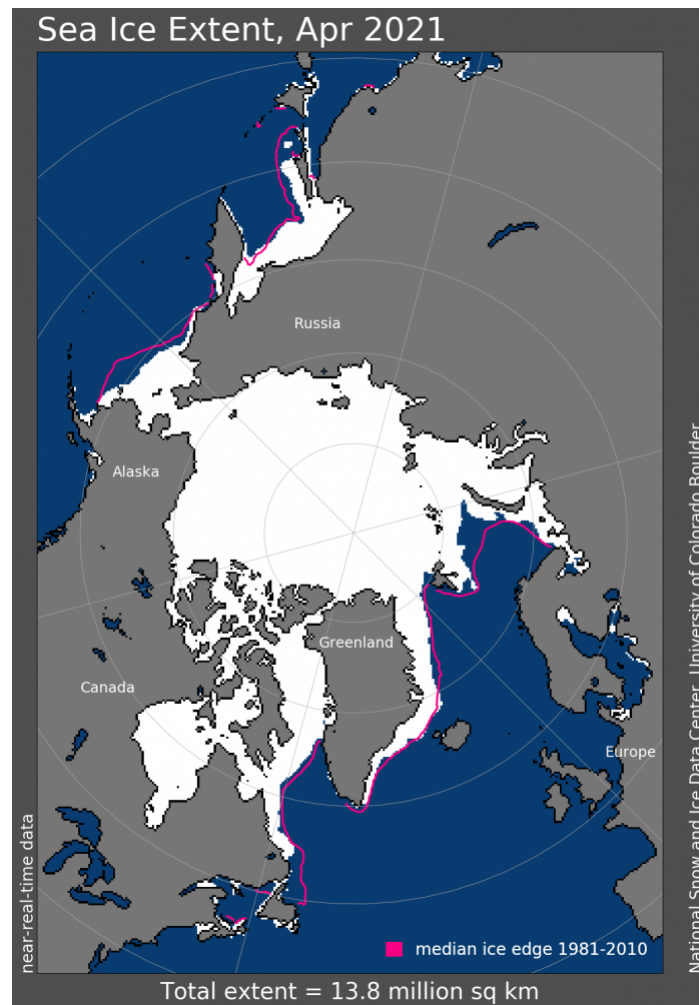 Sea Ice Extent, Apr 2021
Russia
Alaska
Greenland
Canada
Europe
near-real-time data
National Snow and Ice Data Center, University of Colorado Boulder
median ice edge 1981-2010
Total extent = 13.8 million sq km